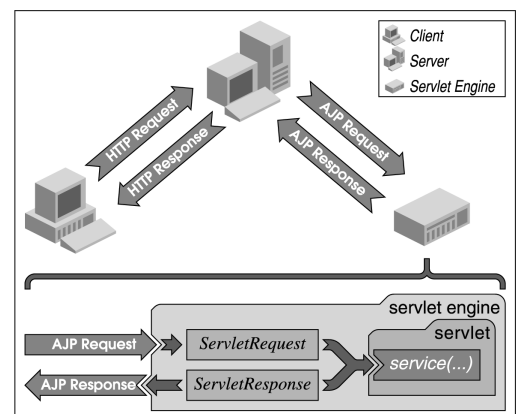 Client
Server
Servlet Engine
HTTP Request
HTTP Response
AJP Request
AJP Response
servlet engine
servlet
AJP Request
ServletRequest
service(...)
AJP Response
ServletResponse